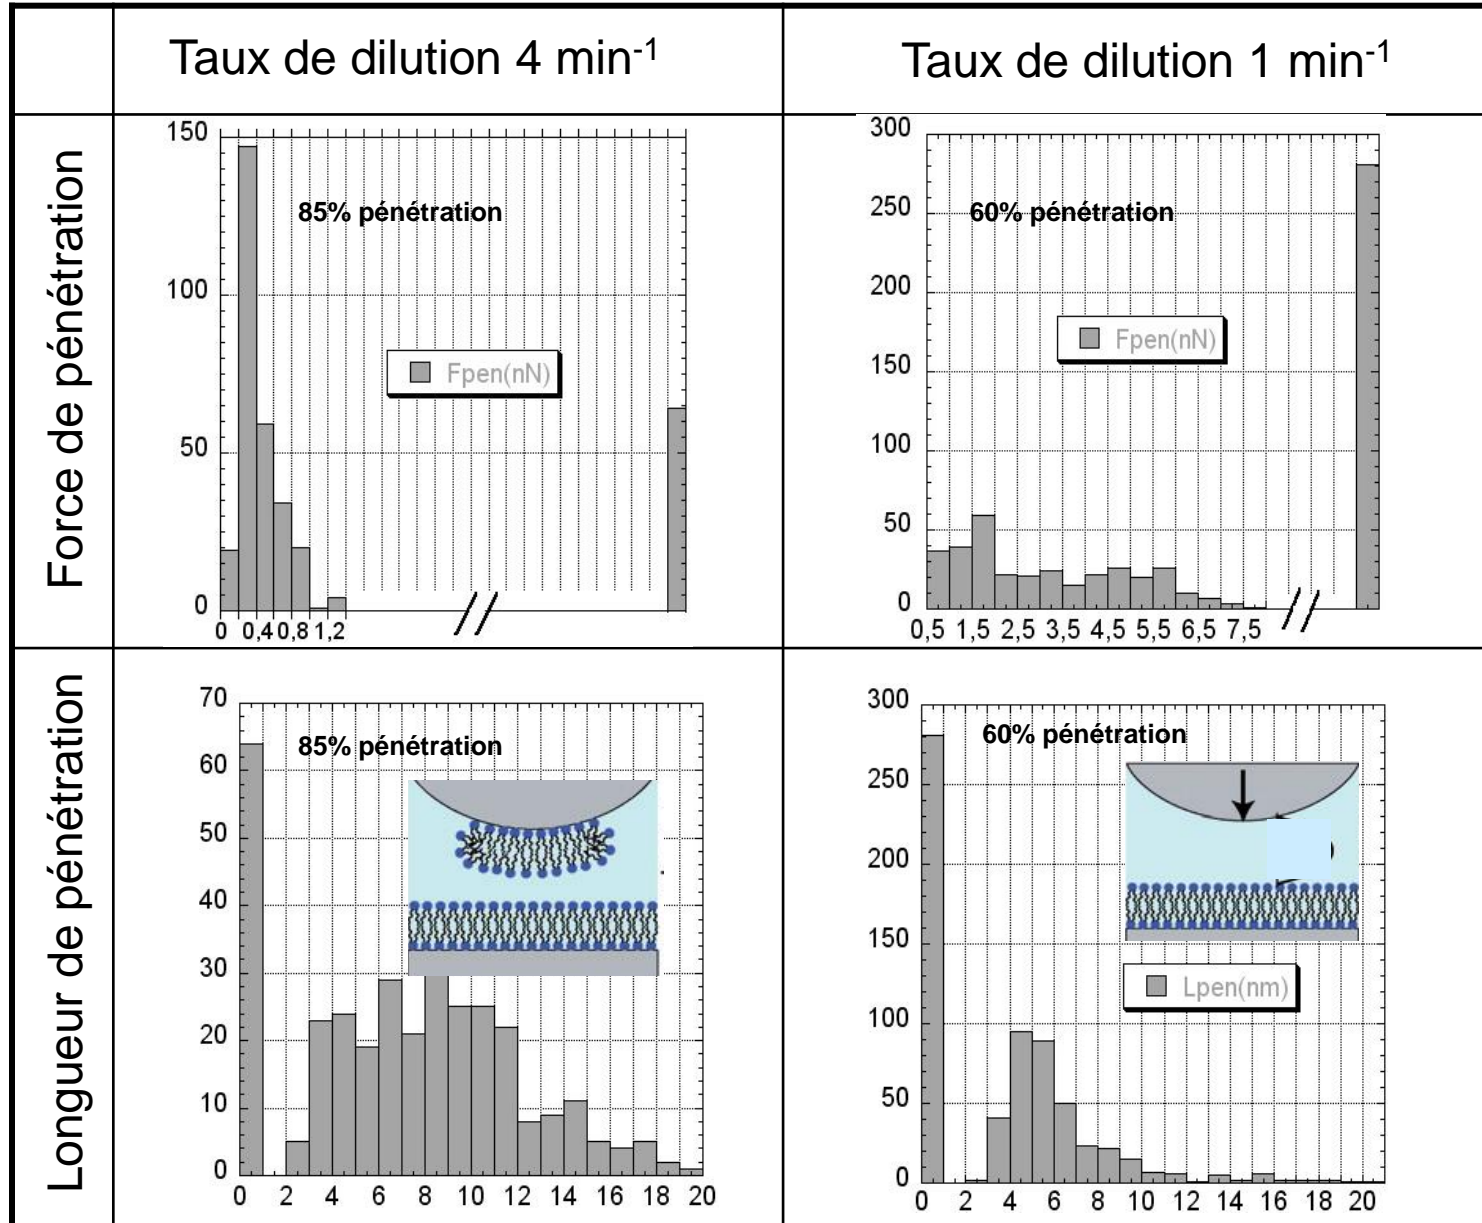 Taux de dilution 4 min-1
Taux de dilution 1 min-1
Force de pénétration
150
100
50
0
85% pénétration
Fpen(nN)
0 0,4 0,8 1,2
300
250
200
150
100
50
0
60% pénétration
Fpen(nN)
0,5 1,5 2,5 3,5 4,5 5,5 6,5 7,5
Longueur de pénétration
70
60
50
40
30
20
10
0
85% pénétration
0 2 4 6 8 10 12 14 16 18 20
300
250
200
150
100
50
0
60% pénétration
Lpen(nm)
0 2 4 6 8 10 12 14 16 18 20